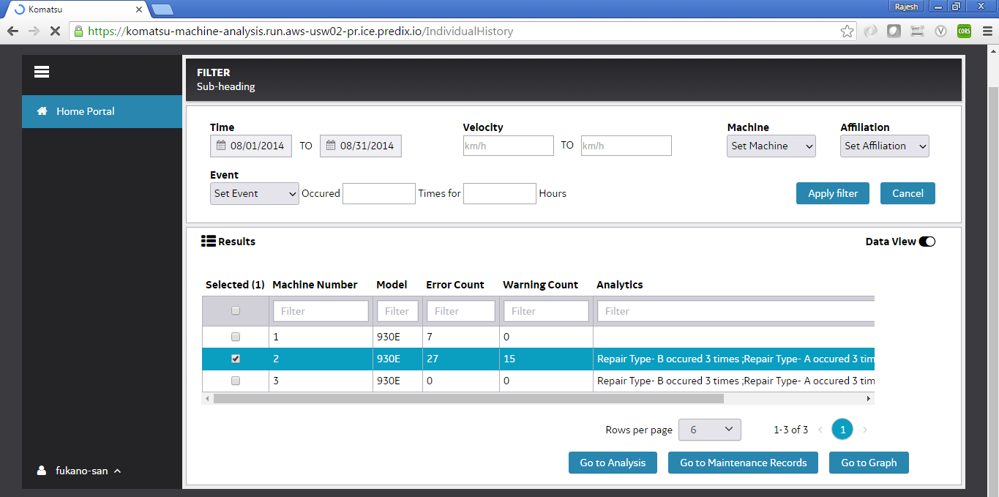 Komatsu
Rajesh
https://komatsu-machine-analysis.run.aws-usw02-pr.ice.predix.io/IndividualHistory
CORS
FILTER
Sub-heading
Home Portal
Time Velocity Machine Affiliation
08/01/2014 TO 08/31/2014 km/h TO km/h Set Machine Set Affiliation
Event
Set Event Occured Times for Hours Apply filter Cancel
Results Data View
Selected (1) Machine Number Model Error Count Warning Count Analytics
Filter Filter Filter Filter Filter
1 930E 7 0
2 930E 27 15 Repair Type- B occured 3 times ;Repair Type- A occured 3 tim
3 930E 0 0 Repair Type- B occured 3 times ;Repair Type- A occured 3 tim
Rows per page 6 1-3 of 3 1
Go to Analysis Go to Maintenance Records Go to Graph
fukano-san